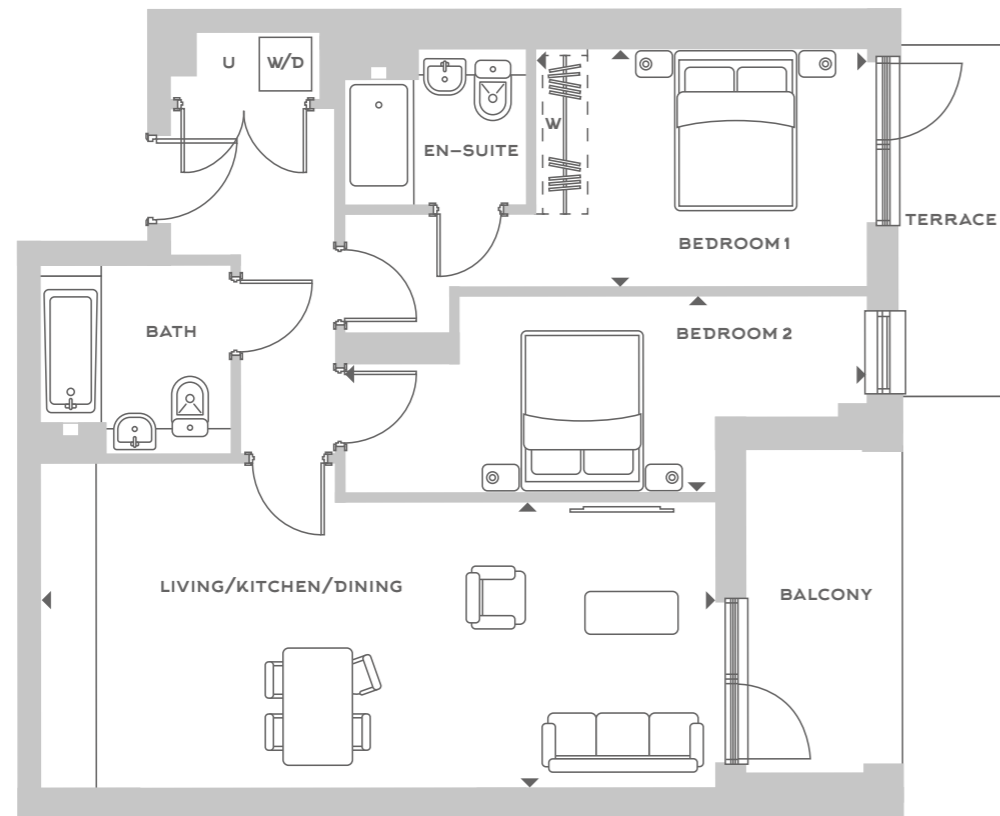 U
W/D
EN-SUITE
W
TERRACE
BEDROOM 1
BATH
BEDROOM 2
LIVING/KITCHEN/DINING
BALCONY